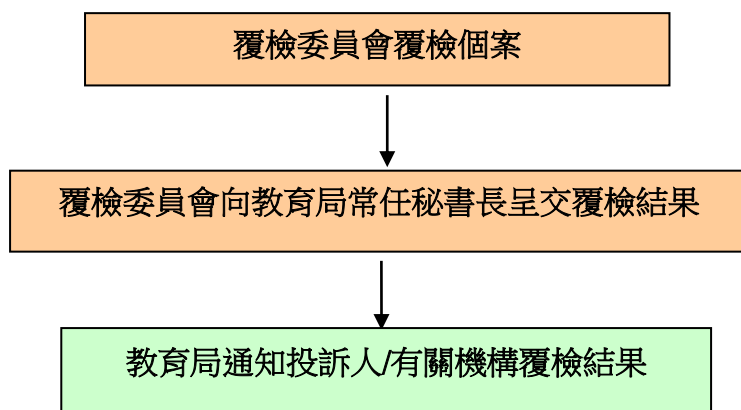 覆檢委員會覆檢個案
覆檢委員會向教育局常任秘書長呈交覆檢結果
教育局通知投訴人/有關機構覆檢結果